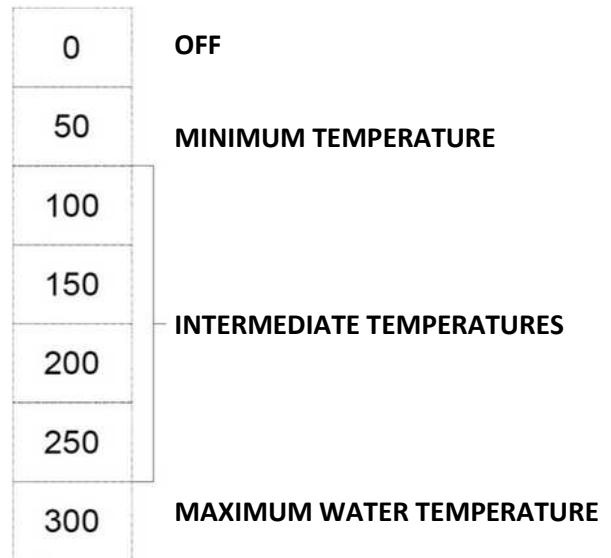 0 OFF
50 MINIMUM TEMPERATURE
100
150
INTERMEDIATE TEMPERATURES
200
250
300 MAXIMUM WATER TEMPERATURE